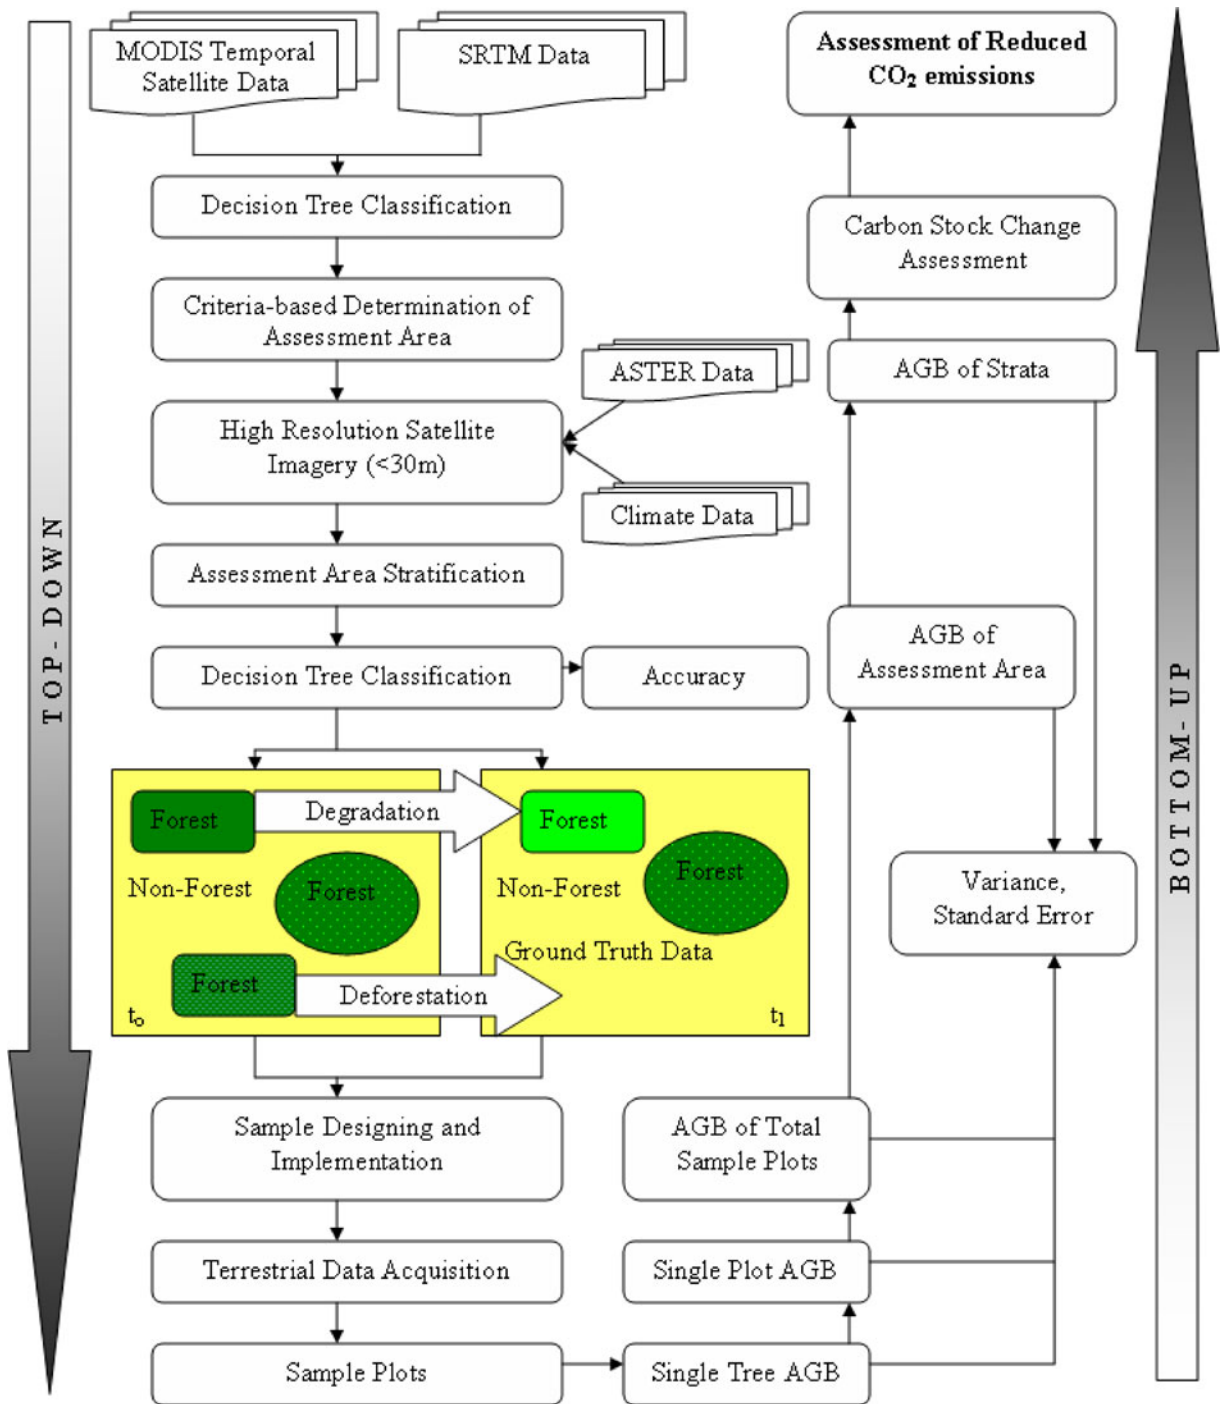 TOP-DOWN
MODIS Temporal
Satellite Data
SRTM Data
Decision Tree Classification
Criteria-based Determination of
Assessment Area
ASTER Data
High Resolution Satellite
Imagery (<30m)
Climate Data
Assessment Area Stratification
Decision Tree Classification
Accuracy
Forest
Degradation
Forest
Non-Forest
Forest
Non-Forest
Forest
Ground Truth Data
Forest
Deforestation
t₀
t₁
Sample Designing and
Implementation
Terrestrial Data Acquisition
Sample Plots
Single Tree AGB
Single Plot AGB
AGB of Total
Sample Plots
Variance,
Standard Error
AGB of
Assessment Area
AGB of Strata
Carbon Stock Change
Assessment
Assessment of Reduced
CO₂ emissions
BOTTOM-UP